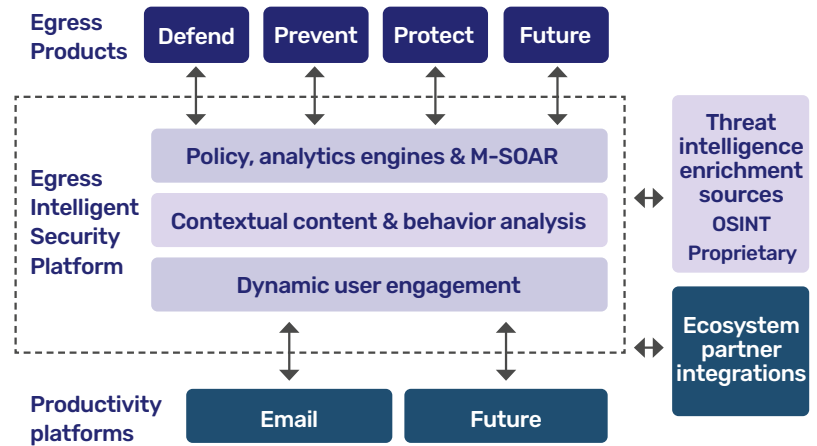 Egress
Products
Defend
Prevent
Protect
Future
Egress
Intelligent
Security
Platform
Policy, analytics engines & M-SOAR
Contextual content & behavior analysis
Dynamic user engagement
Threat
intelligence
enrichment
sources
OSINT
Proprietary
Ecosystem
partner
integrations
Productivity
platforms
Email
Future